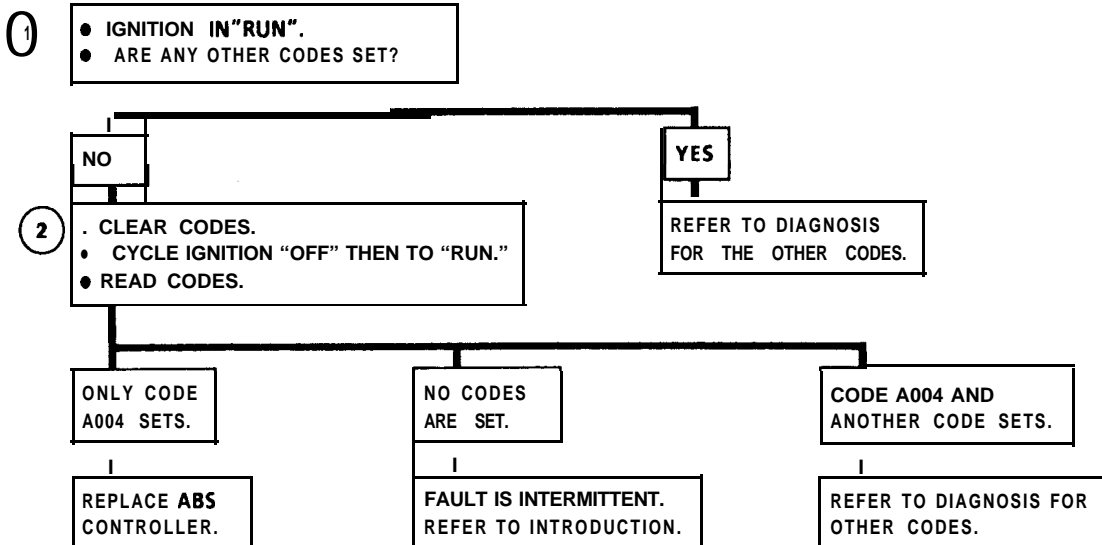 1
● IGNITION IN"RUN".
● ARE ANY OTHER CODES SET?
NO
YES
2
. CLEAR CODES.
• CYCLE IGNITION “OFF” THEN TO “RUN.”
● READ CODES.
REFER TO DIAGNOSIS
FOR THE OTHER CODES.
ONLY CODE
A004 SETS.
NO CODES
ARE SET.
CODE A004 AND
ANOTHER CODE SETS.
REPLACE ABS
CONTROLLER.
FAULT IS INTERMITTENT.
REFER TO INTRODUCTION.
REFER TO DIAGNOSIS FOR
OTHER CODES.